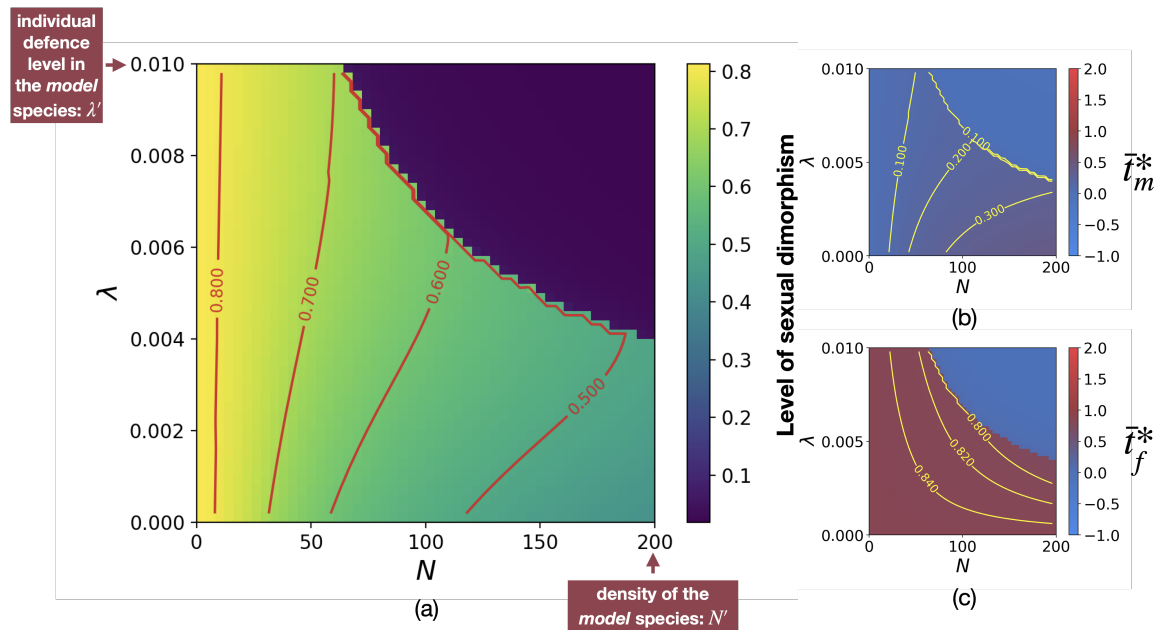 individual
defence
level in
the model
species: λ′
0.010
0.008
0.006
0.004
0.002
0.000
λ
0.800
0.700
0.600
0.500
0
50
100
150
200
N
(a)
density of the
model species: N′
0.8
0.7
0.6
0.5
0.4
0.3
0.2
0.1
Level of sexual dimorphism
0.010
0.005
0.000
λ
0.100
0.100
0.200
0.300
0
100
200
N
(b)
2.0
1.5
1.0
0.5
0.0
−0.5
−1.0
t̄*m
0.010
0.005
0.000
λ
0.800
0.820
0.840
0
100
200
N
(c)
2.0
1.5
1.0
0.5
0.0
−0.5
−1.0
t̄*f